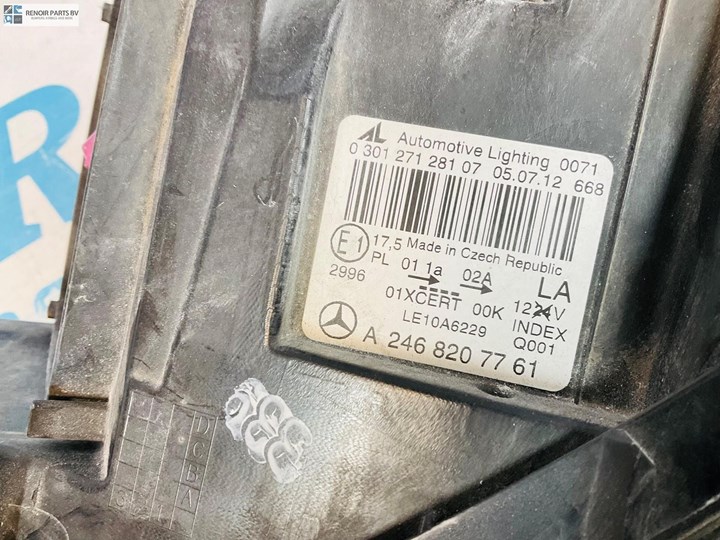 RENOIR PARTS BV
R
AL Automotive Lighting 0071
0 301 271 281 07 05.07.12 668
E1 17,5 Made in Czech Republic
PL 01 1a 02A LA
2996
01XCERT 00K 1224V
LE10A6229 INDEX
Q001
A 246 820 77 61
D
C
B
A